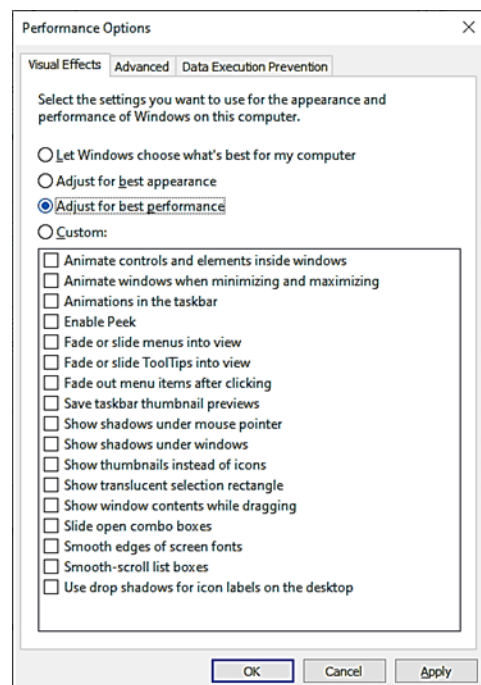 Performance Options
Visual Effects Advanced Data Execution Prevention
Select the settings you want to use for the appearance and
performance of Windows on this computer.
Let Windows choose what's best for my computer
Adjust for best appearance
Adjust for best performance
Custom:
Animate controls and elements inside windows
Animate windows when minimizing and maximizing
Animations in the taskbar
Enable Peek
Fade or slide menus into view
Fade or slide ToolTips into view
Fade out menu items after clicking
Save taskbar thumbnail previews
Show shadows under mouse pointer
Show shadows under windows
Show thumbnails instead of icons
Show translucent selection rectangle
Show window contents while dragging
Slide open combo boxes
Smooth edges of screen fonts
Smooth-scroll list boxes
Use drop shadows for icon labels on the desktop
OK Cancel Apply